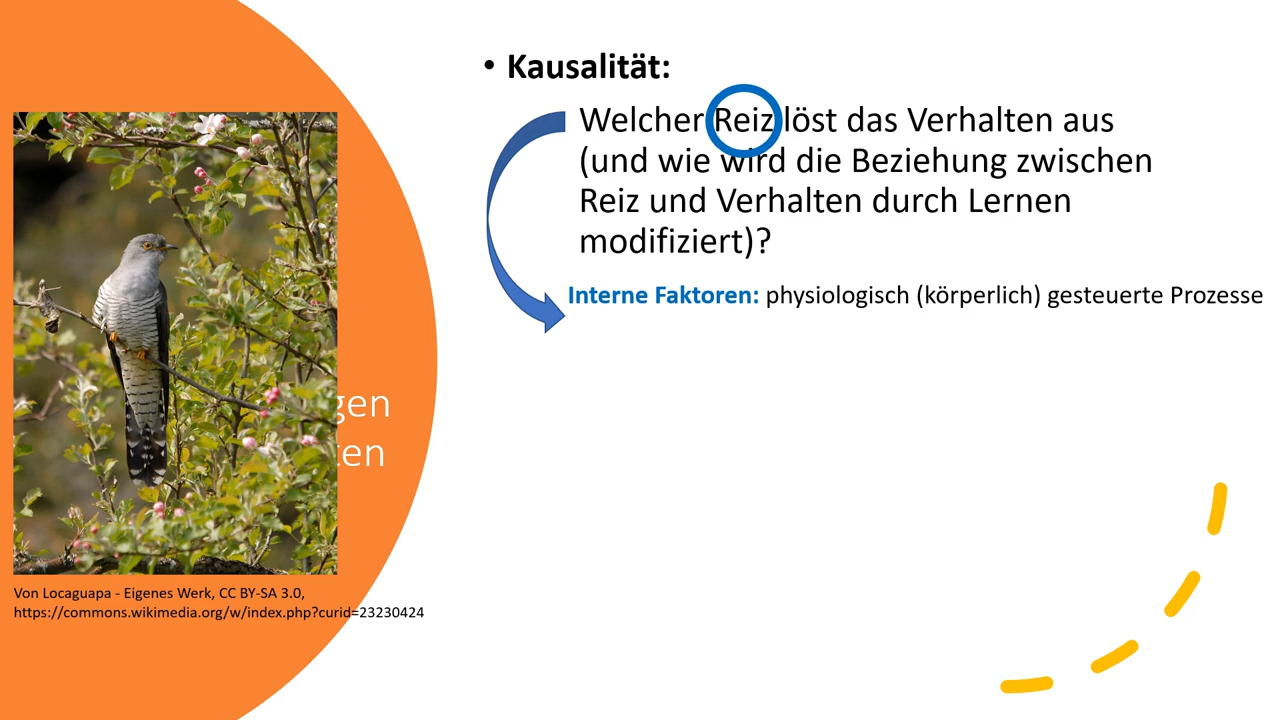 • Kausalität:
Welcher Reiz löst das Verhalten aus
(und wie wird die Beziehung zwischen
Reiz und Verhalten durch Lernen
modifiziert)?
Interne Faktoren: physiologisch (körperlich) gesteuerte Prozesse
Von Locaguapa - Eigenes Werk, CC BY-SA 3.0,
https://commons.wikimedia.org/w/index.php?curid=23230424